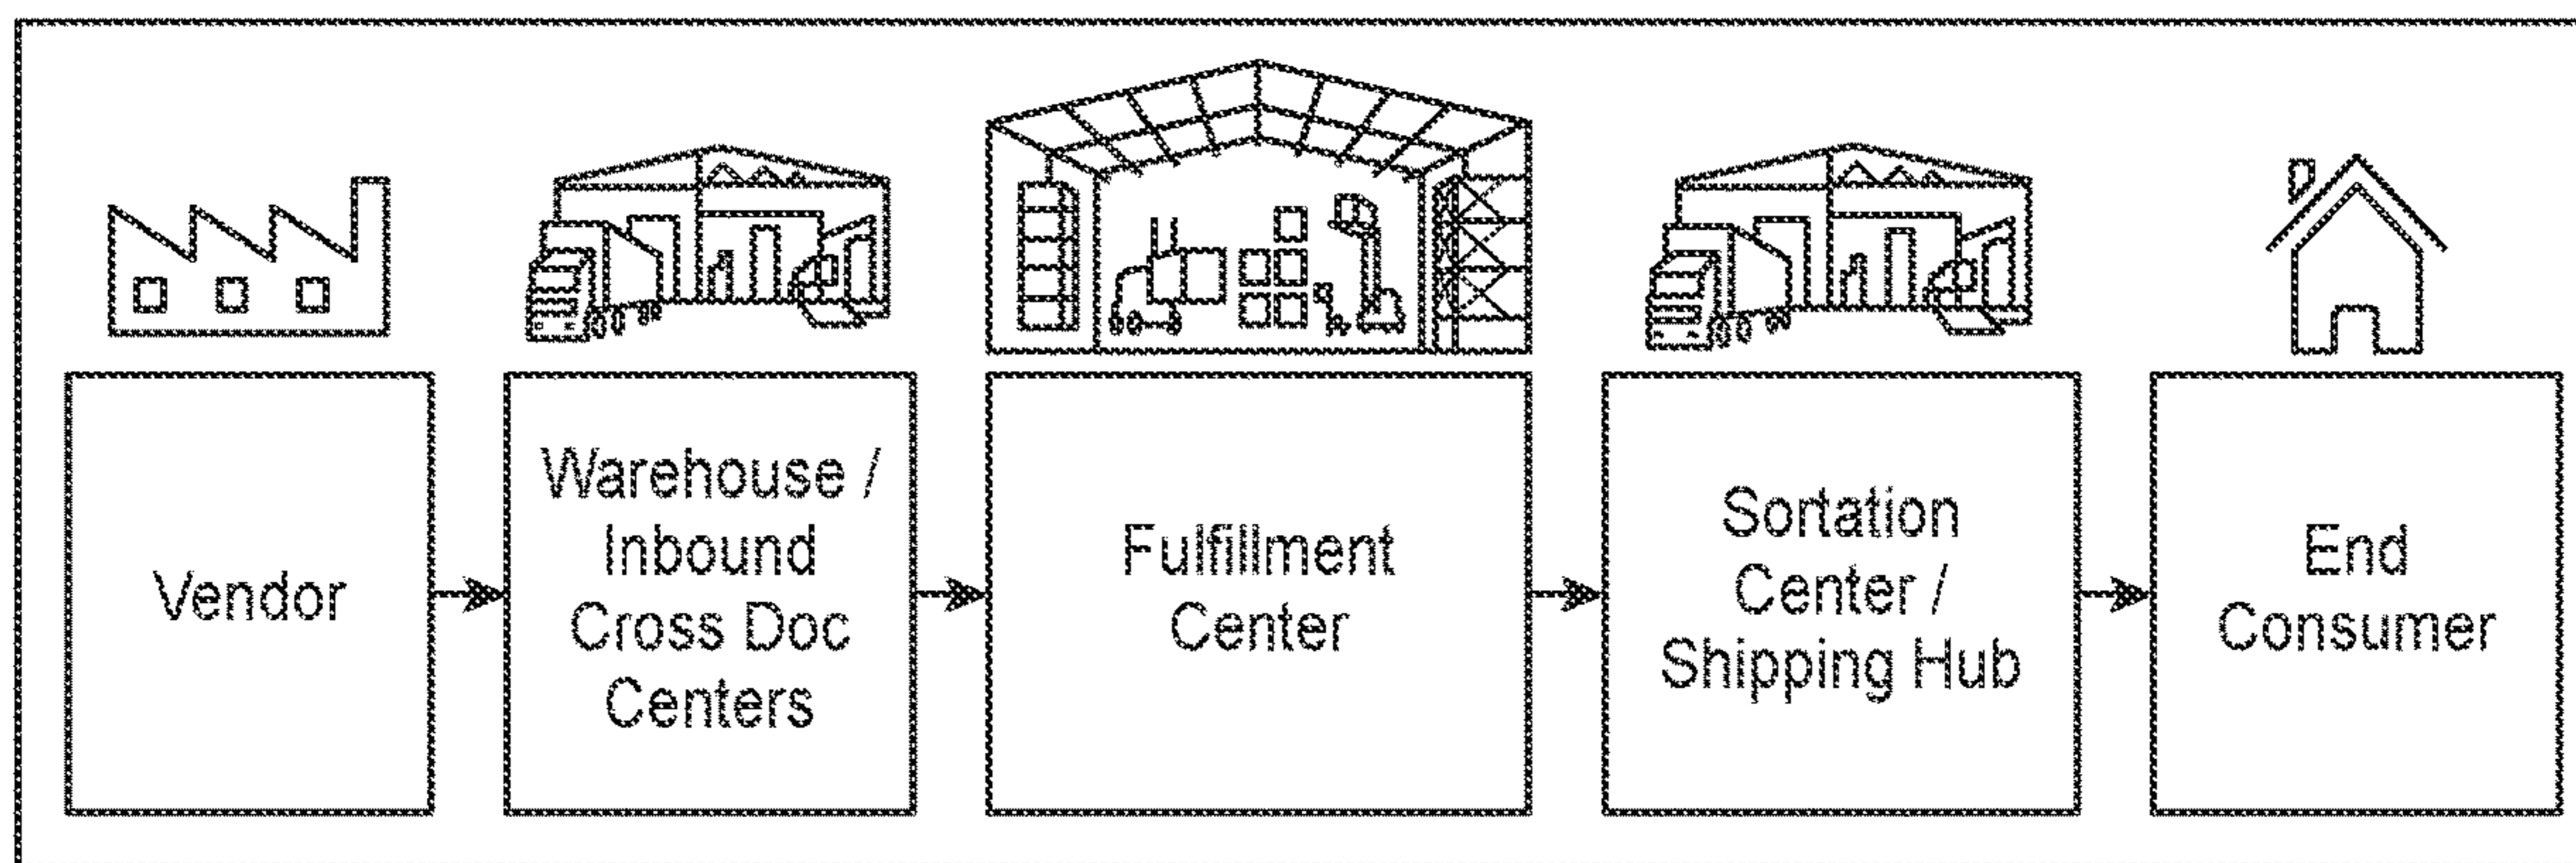 Vendor
Warehouse /
Inbound
Cross Doc
Centers
Fulfillment
Center
Sortation
Center /
Shipping Hub
End
Consumer